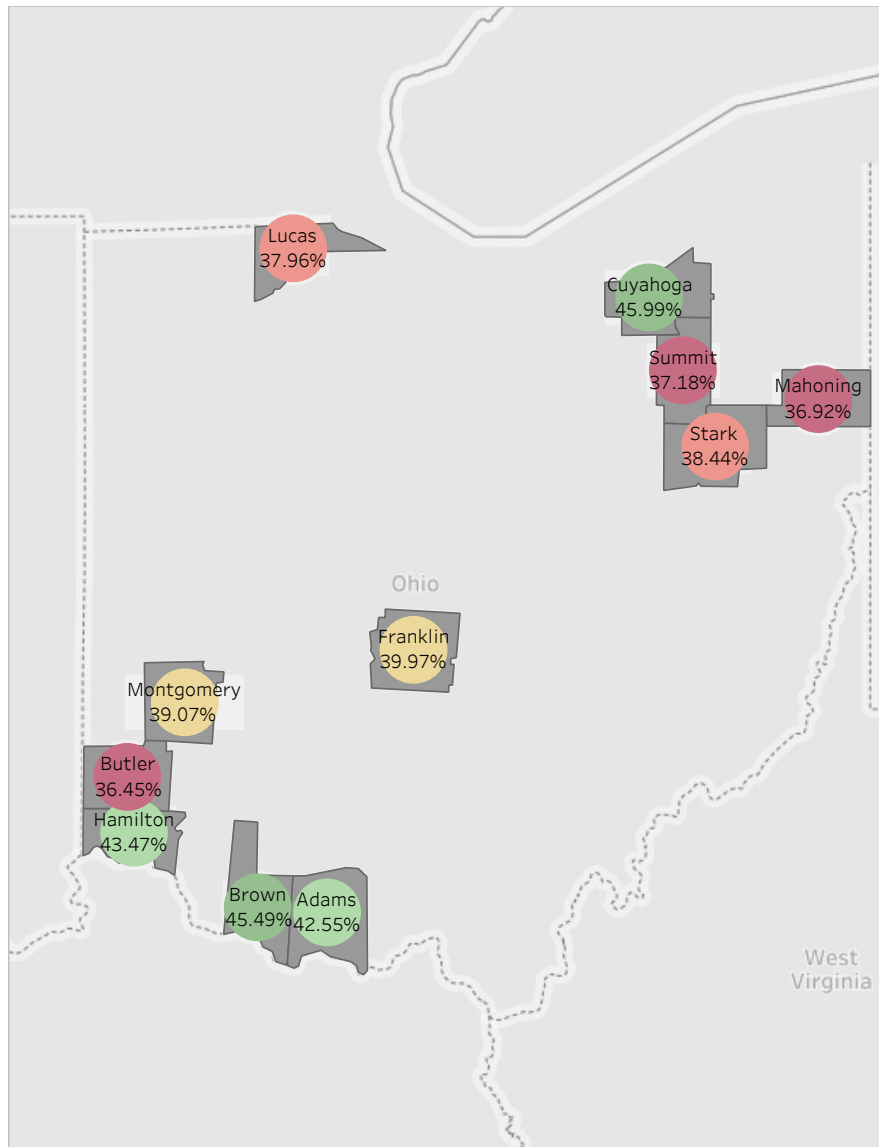 Lucas
37.96%
Cuyahoga
45.99%
Summit
37.18%
Mahoning
36.92%
Stark
38.44%
Ohio
Franklin
39.97%
Montgomery
39.07%
Butler
36.45%
Hamilton
43.47%
Brown
45.49%
Adams
42.55%
West
Virginia